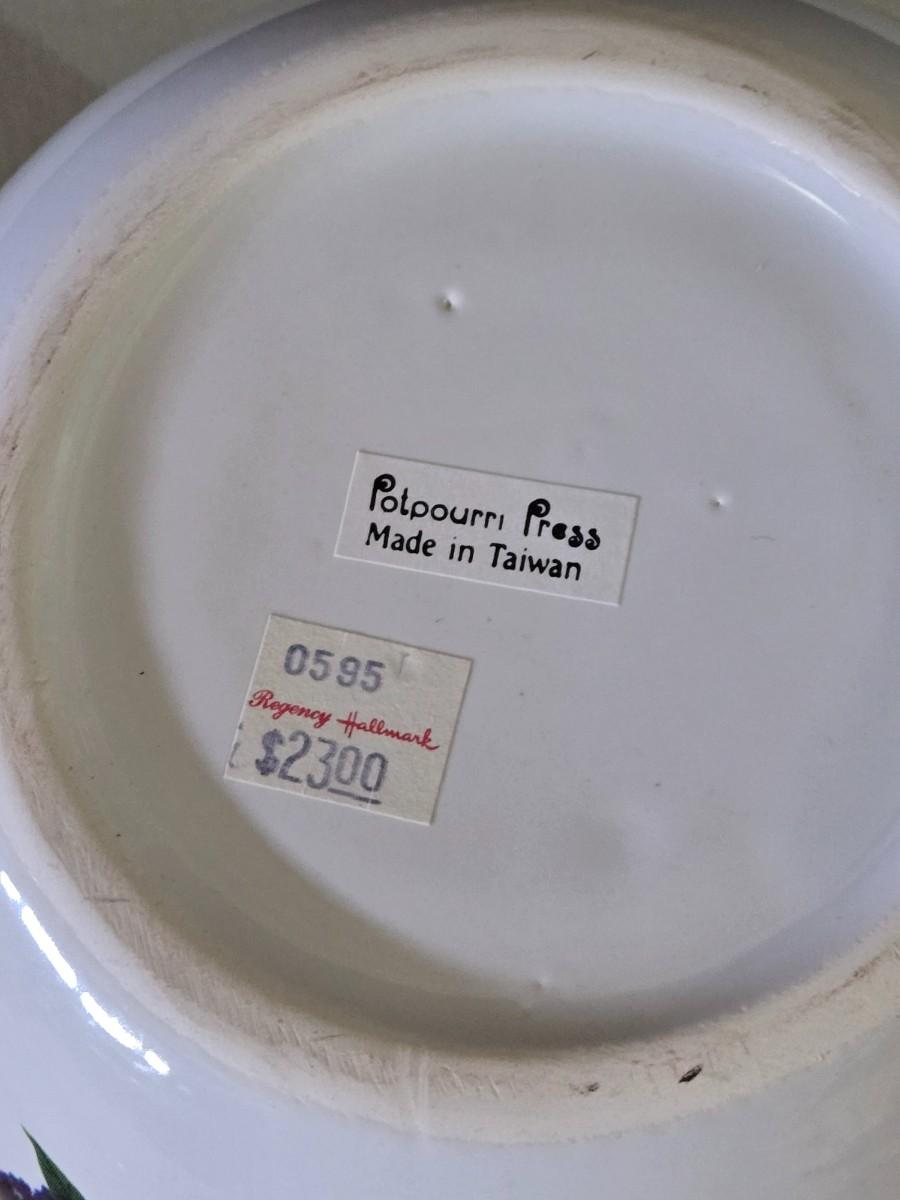 Potpourri Press
Made in Taiwan
0595
Regency Hallmark
$2300